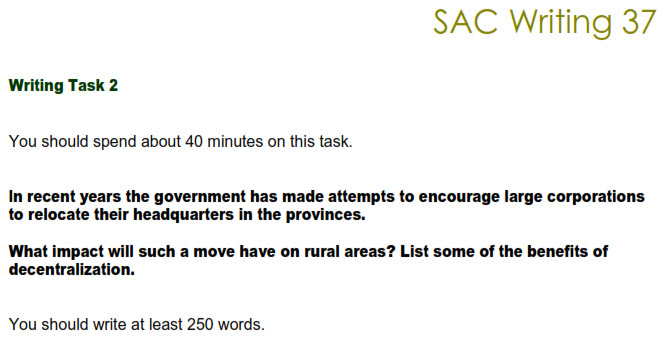 SAC Writing 37
Writing Task 2
You should spend about 40 minutes on this task.
In recent years the government has made attempts to encourage large corporations
to relocate their headquarters in the provinces.
What impact will such a move have on rural areas? List some of the benefits of
decentralization.
You should write at least 250 words.